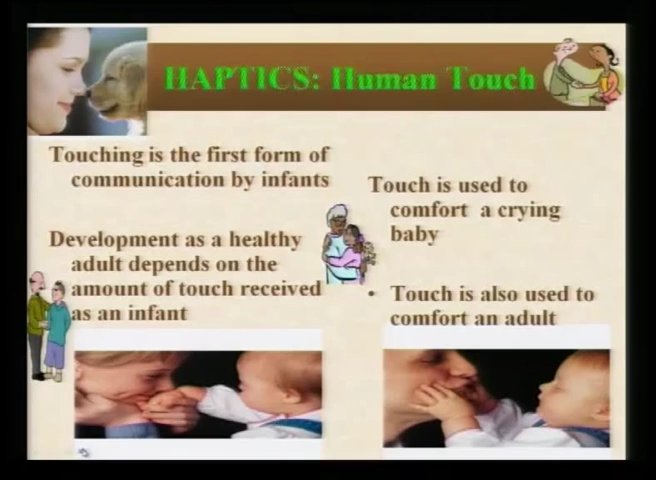 HAPTICS: Human Touch
Touching is the first form of
communication by infants
Development as a healthy
adult depends on the
amount of touch received
as an infant
Touch is used to
comfort a crying
baby
• Touch is also used to
comfort an adult